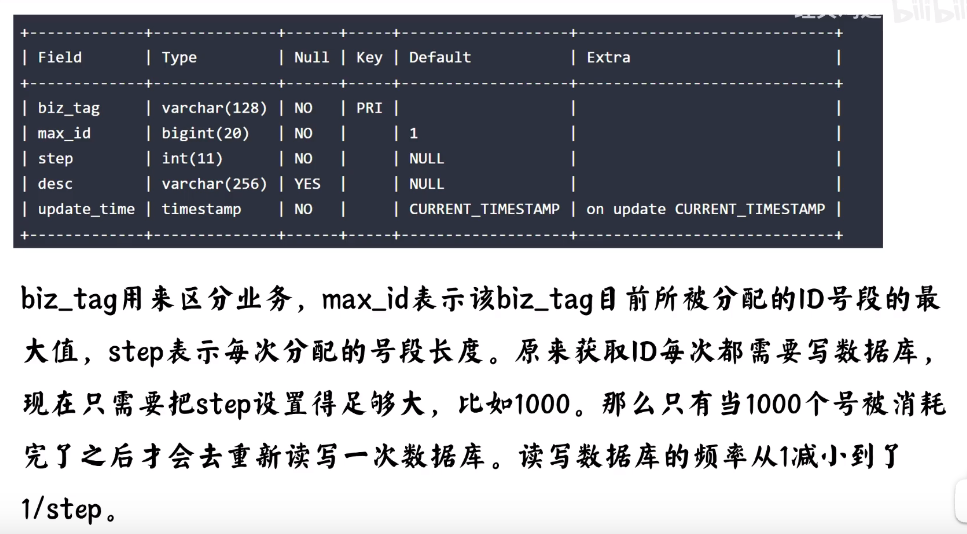 bilibili
+-------------+--------------+------+-----+-------------------+-----------------------------+
| Field       | Type         | Null | Key | Default           | Extra                       |
+-------------+--------------+------+-----+-------------------+-----------------------------+
| biz_tag     | varchar(128) | NO   | PRI |                   |                             |
| max_id      | bigint(20)   | NO   |     | 1                 |                             |
| step        | int(11)      | NO   |     | NULL              |                             |
| desc        | varchar(256) | YES  |     | NULL              |                             |
| update_time | timestamp    | NO   |     | CURRENT_TIMESTAMP | on update CURRENT_TIMESTAMP |
+-------------+--------------+------+-----+-------------------+-----------------------------+
biz_tag用来区分业务，max_id表示该biz_tag目前所被分配的ID号段的最
大值，step表示每次分配的号段长度。原来获取ID每次都需要写数据库，
现在只需要把step设置得足够大，比如1000。那么只有当1000个号被消耗
完了之后才会去重新读写一次数据库。读写数据库的频率从1减小到了
1/step。